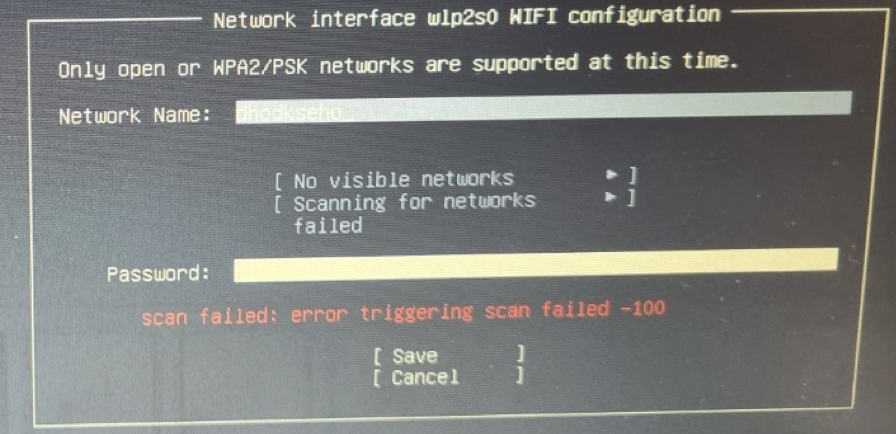 Network interface wlp2s0 WIFI configuration
Only open or WPA2/PSK networks are supported at this time.
Network Name: dhodkseho
[ No visible networks ► ]
[ Scanning for networks ► ]
failed
Password:
scan failed: error triggering scan failed -100
[ Save ]
[ Cancel ]